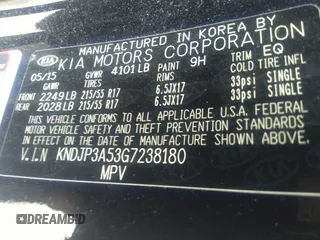 MANUFACTURED IN KOREA BY
KIA KIA MOTORS CORPORATION
05/15 GVWR 4101LB PAINT 9H TRIM EQ
GAWR TIRES RIMS COLD TIRE INFL
FRONT 2249LB 215/55 R17 6.5JX17 33psi SINGLE
REAR 2028LB 215/55 R17 6.5JX17 33psi SINGLE
THIS VEHICLE CONFORMS TO ALL APPLICABLE U.S.A FEDERAL
MOTOR VEHICLE SAFETY AND THEFT PREVENTION STANDARDS
IN EFFECT ON THE DATE OF MANUFACTURE SHOWN ABOVE.
V.I.N KNDJP3A53G7238180
MPV
DREAMBID